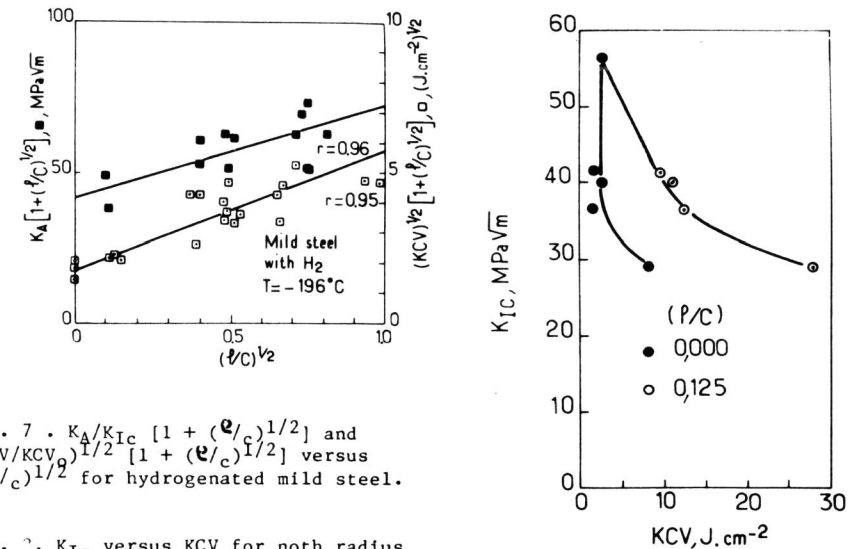 100
50
0
K_A[1+(ℓ/C)^1/2],■, MPa√m
10
5
0
(KCV)^1/2[1+(ℓ/C)^1/2],□,(J.cm-2)^1/2
r=0.96
r=0.95
Mild steel
with H2
T=-196°C
0 0.5 1.0
(ℓ/C)^1/2
. 7 . K_A/K_Ic [1 + (ℓ/c)^1/2] and
V/KCV_o)^1/2 [1 + (ℓ/c)^1/2] versus
/c)^1/2 for hydrogenated mild steel.
versus KCV for noth radius
60
50
40
30
20
10
0
K_IC, MPa√m
(ℓ/C)
● 0,000
⊙ 0,125
0 10 20 30
KCV, J.cm-2